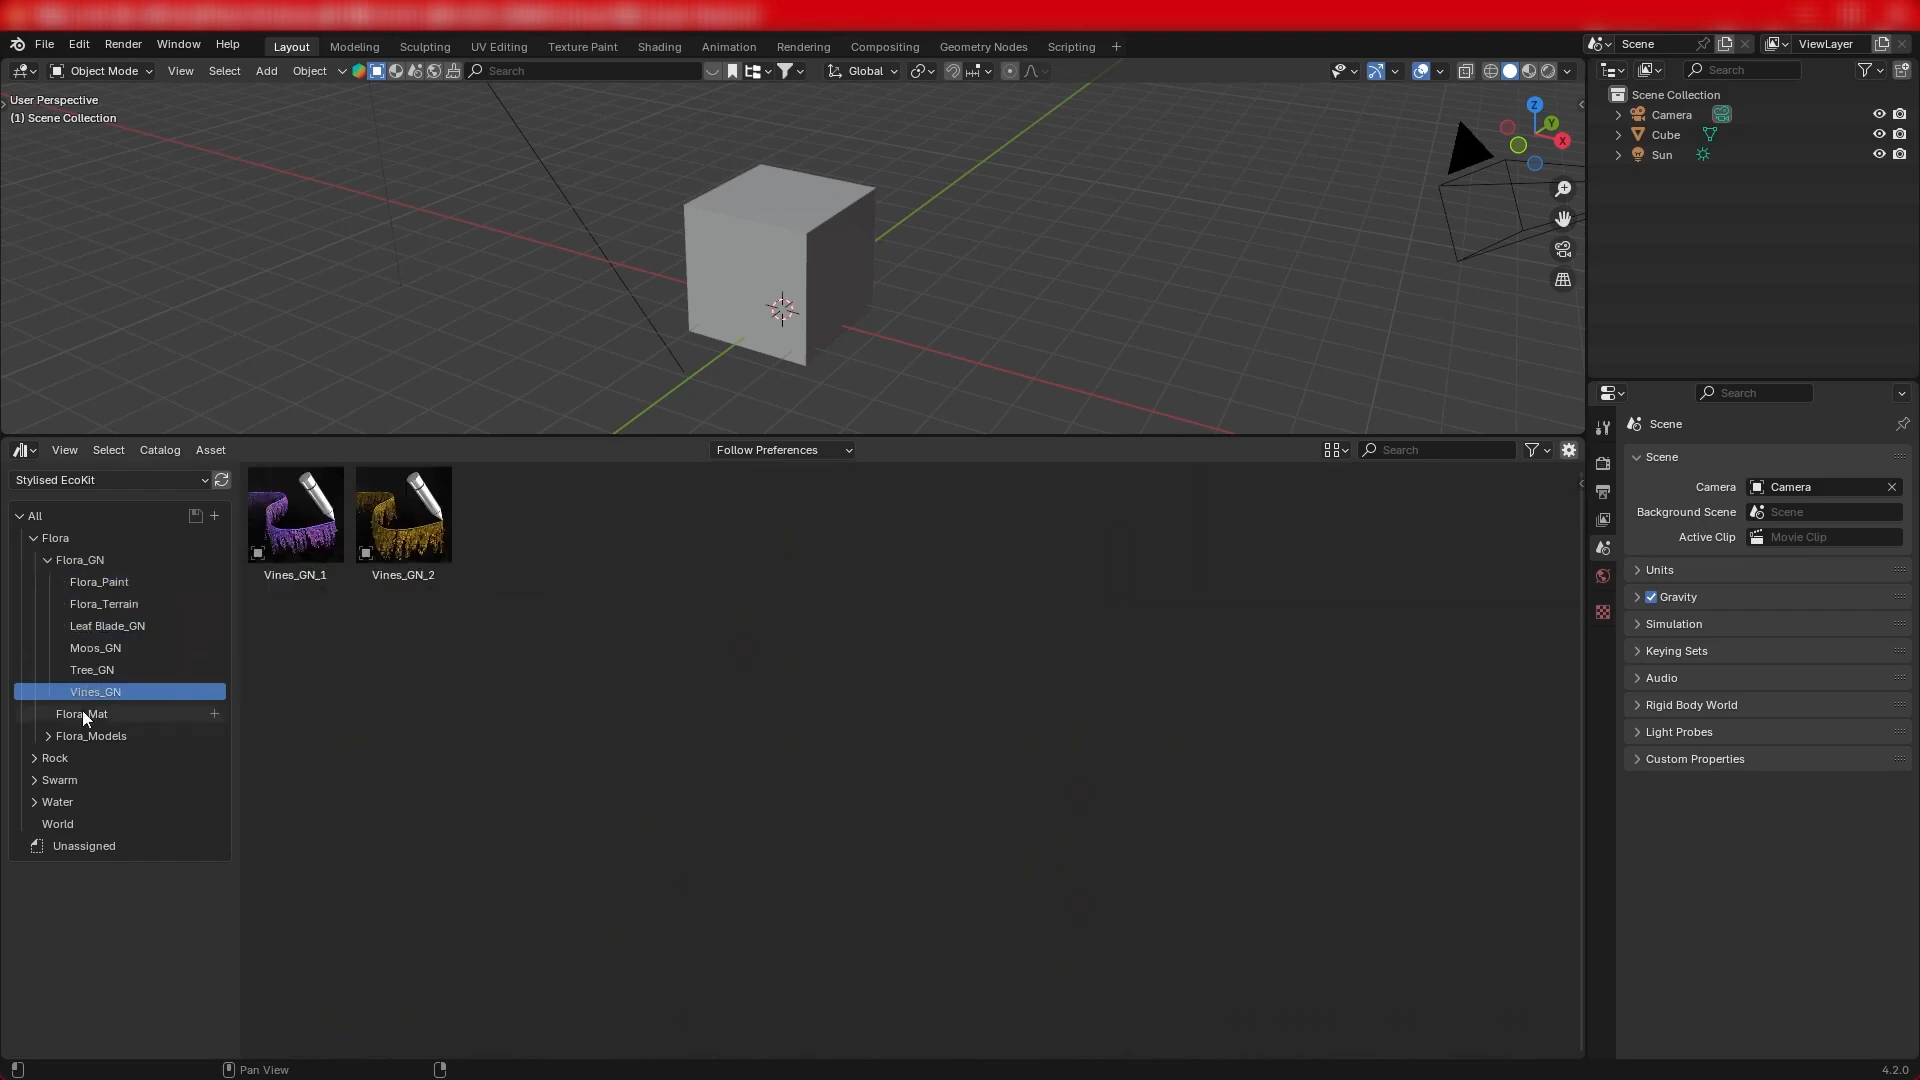 File Edit Render Window Help Layout Modeling Sculpting UV Editing Texture Paint Shading Animation Rendering Compositing Geometry Nodes Scripting + Scene ViewLayer
Object Mode View Select Add Object Search Global Search
User Perspective
(1) Scene Collection
Z
Y
X
Scene Collection
Camera
Cube
Sun
View Select Catalog Asset Follow Preferences Search
Stylised EcoKit
All
Flora
Flora_GN
Flora_Paint
Flora_Terrain
Leaf Blade_GN
Moos_GN
Tree_GN
Vines_GN
Flora_Mat
Flora_Models
Rock
Swarm
Water
World
Unassigned
Vines_GN_1 Vines_GN_2
Search
Scene
Scene
Camera Camera
Background Scene Scene
Active Clip Movie Clip
Units
Gravity
Simulation
Keying Sets
Audio
Rigid Body World
Light Probes
Custom Properties
Pan View 4.2.0